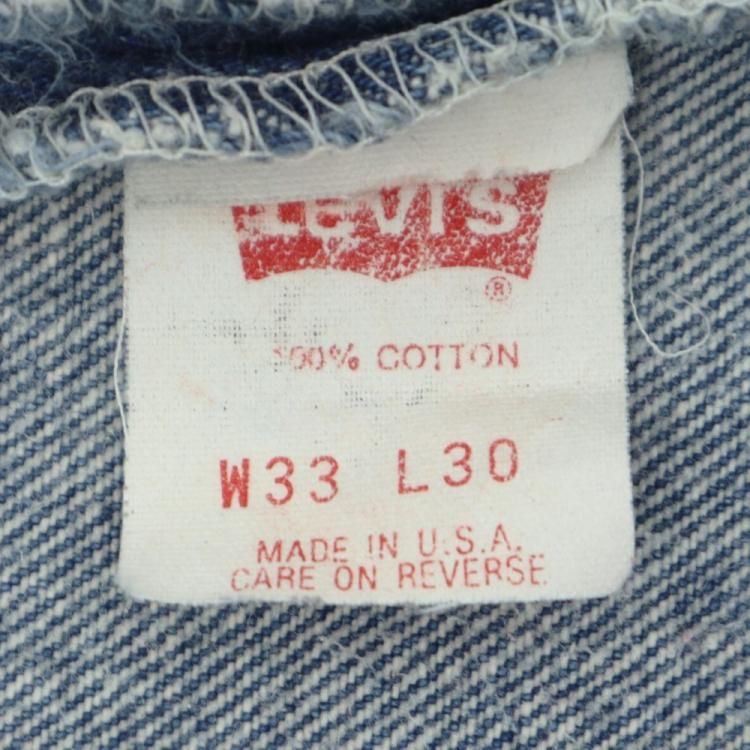 Levi's
®
100% COTTON
W33 L30
MADE IN U.S.A.
CARE ON REVERSE